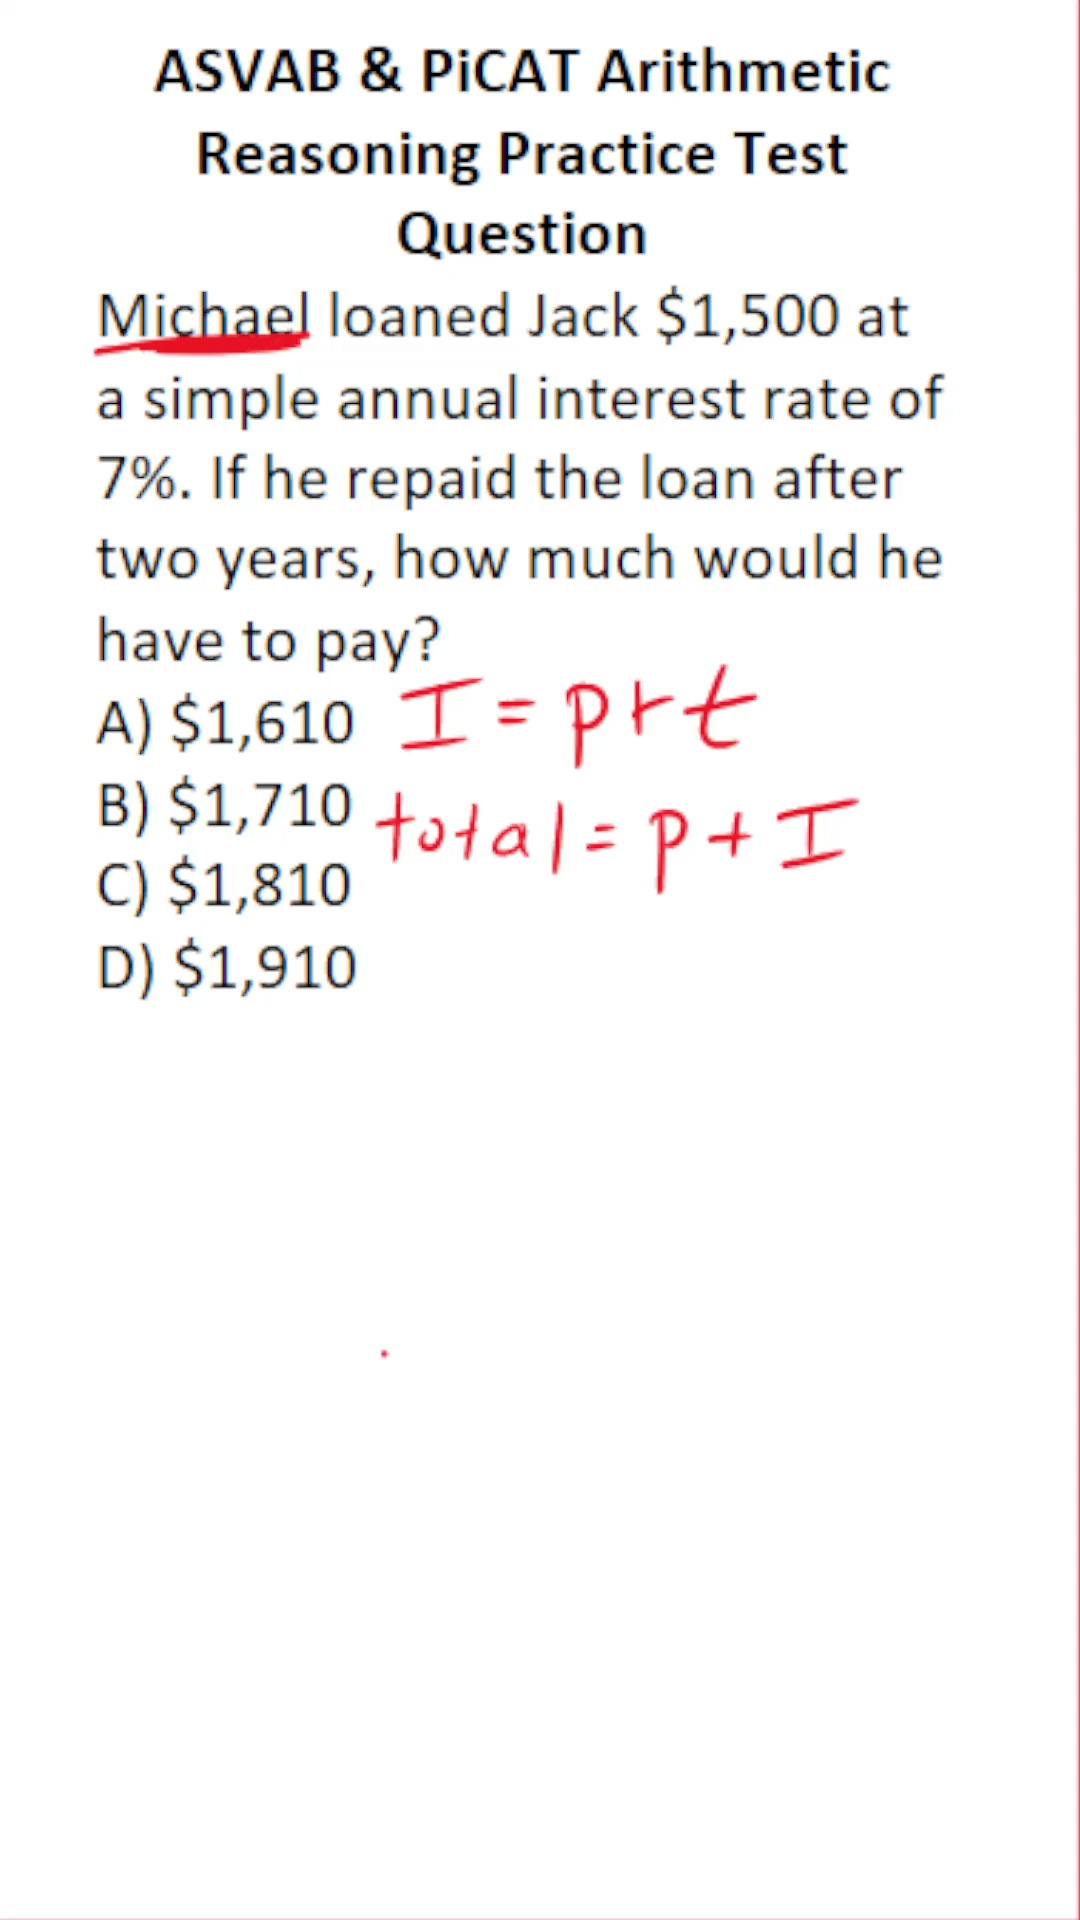 ASVAB & PiCAT Arithmetic
Reasoning Practice Test
Question
Michael loaned Jack $1,500 at
a simple annual interest rate of
7%. If he repaid the loan after
two years, how much would he
have to pay?
A) $1,610 I = prt
B) $1,710 total = p + I
C) $1,810
D) $1,910